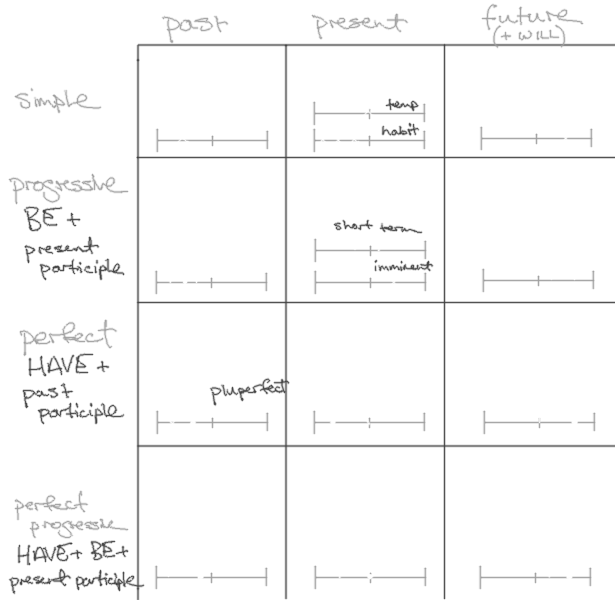 past present future
(+ WILL)
simple
temp
habit
progressive
BE +
present
participle
short term
imminent
perfect
HAVE +
past
participle
pluperfect
perfect
progressive
HAVE + BE +
present participle